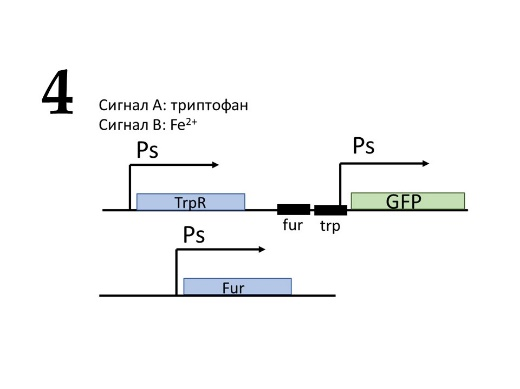 4
Сигнал А: триптофан
Сигнал В: Fe²⁺
Ps
Ps
TrpR
GFP
fur
trp
Ps
Fur